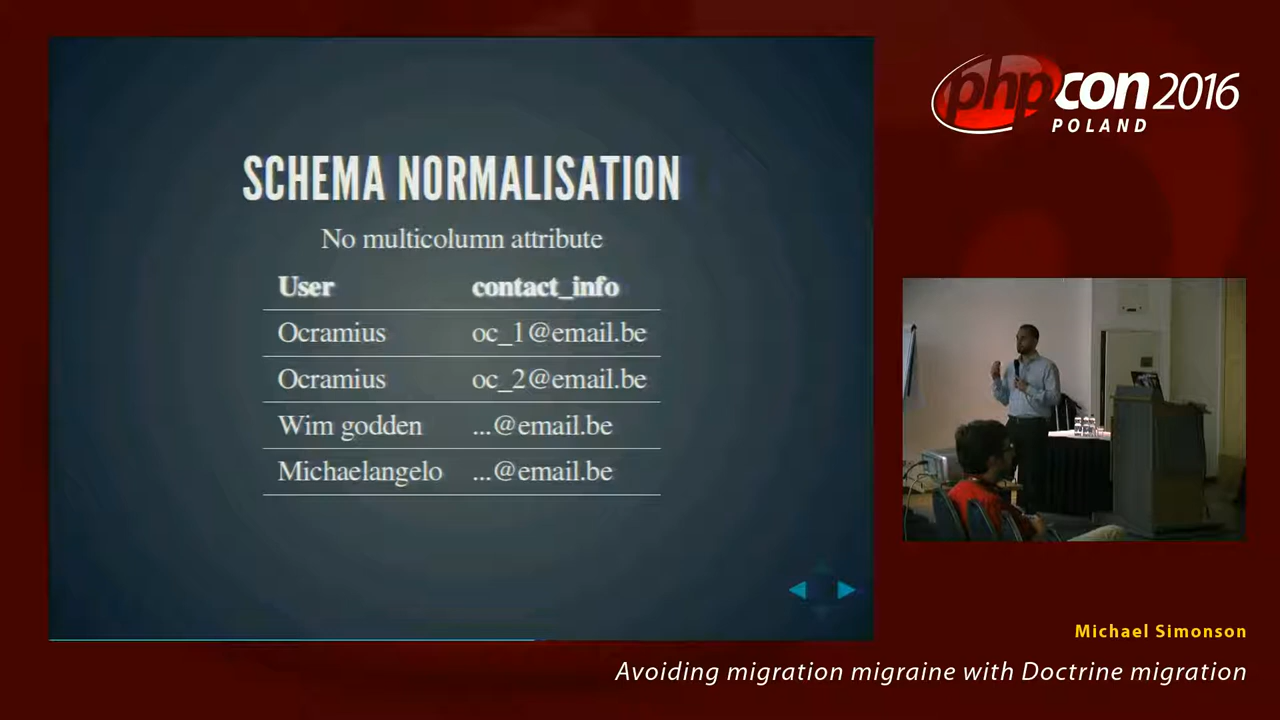 SCHEMA NORMALISATION
No multicolumn attribute
User contact_info
Ocramius oc_1@email.be
Ocramius oc_2@email.be
Wim godden ...@email.be
Michaelangelo ...@email.be
phpcon 2016
POLAND
Michael Simonson
Avoiding migration migraine with Doctrine migration